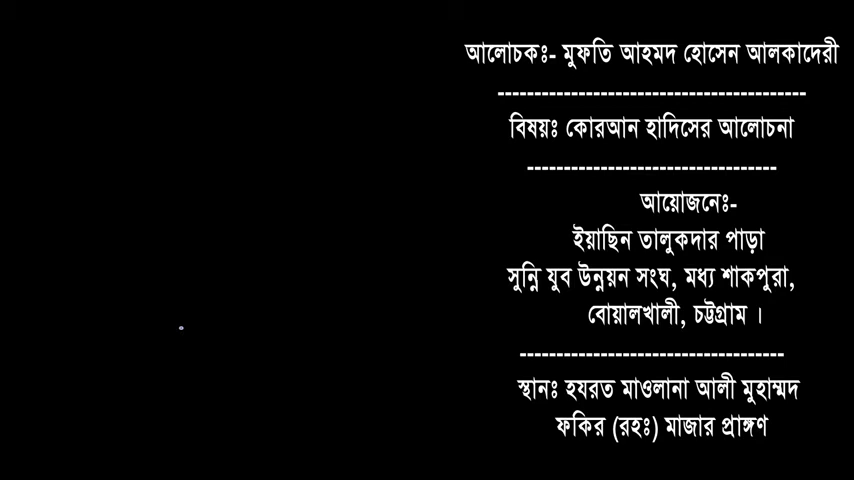 আলোচকঃ- মুফতি আহমদ হোসেন আলকাদেরী
------------------------------------------
বিষয়ঃ কোরআন হাদিসের আলোচনা
----------------------------------
আয়োজনেঃ-
ইয়াছিন তালুকদার পাড়া
সুন্নি যুব উন্নয়ন সংঘ, মধ্য শাকপুরা,
বোয়ালখালী, চট্টগ্রাম ।
------------------------------------
স্থানঃ হযরত মাওলানা আলী মুহাম্মদ
ফকির (রহঃ) মাজার প্রাঙ্গণ